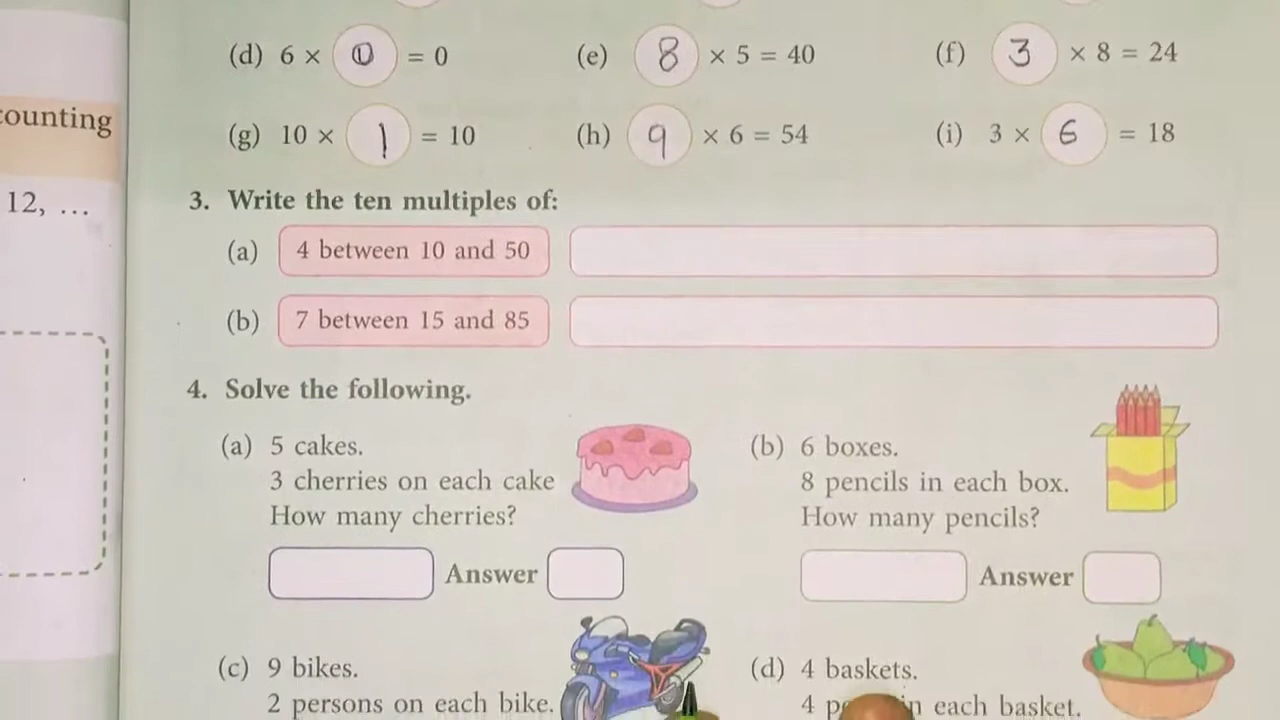 (d) 6 × 0 = 0 (e) 8 × 5 = 40 (f) 3 × 8 = 24
ounting
(g) 10 × 1 = 10 (h) 9 × 6 = 54 (i) 3 × 6 = 18
12, ...
3. Write the ten multiples of:
(a) 4 between 10 and 50
(b) 7 between 15 and 85
4. Solve the following.
(a) 5 cakes.
3 cherries on each cake
How many cherries?
Answer
(b) 6 boxes.
8 pencils in each box.
How many pencils?
Answer
(c) 9 bikes.
2 persons on each bike.
(d) 4 baskets.
4 in each basket.